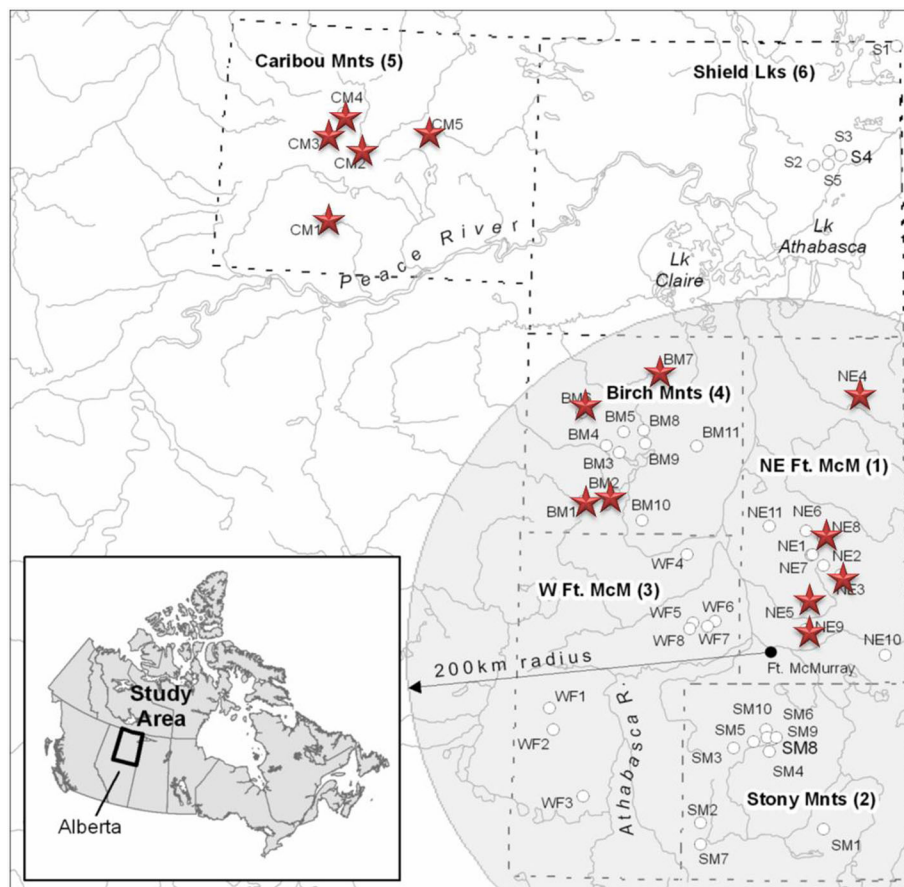 Caribou Mnts (5)
Shield Lks (6)
S1
CM4
CM5
CM3
CM2
CM1
S3
S4
S2
S5
Peace River
Lk
Athabasca
Lk
Claire
BM7
NE4
Birch Mnts (4)
BM6
BM5
BM8
BM4
BM11
BM3
BM9
NE Ft. McM (1)
BM2
BM1
BM10
NE11
NE6
NE8
NE1
NE2
NE7
NE3
WF4
W Ft. McM (3)
NE5
WF5
WF6
WF8
WF7
NE9
NE10
200km radius
Ft. McMurray
WF1
WF2
WF3
Athabasca R
SM10
SM6
SM5
SM9
SM3
SM8
SM4
Stony Mnts (2)
SM2
SM1
SM7
Study
Area
Alberta